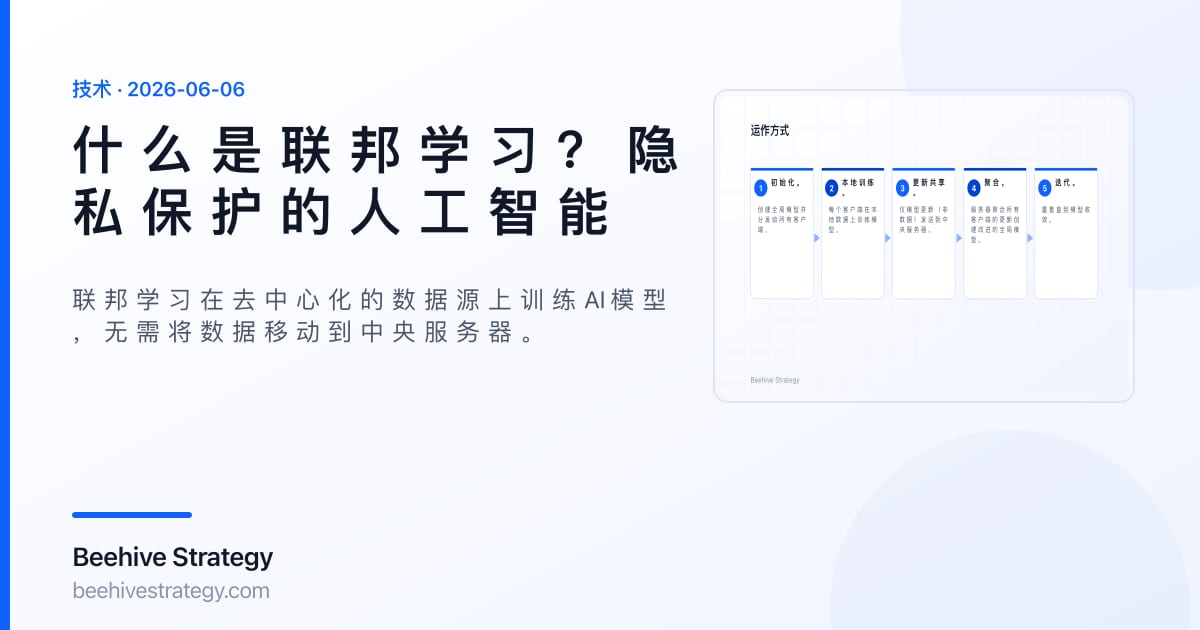 技术 · 2026-06-06
什么是联邦学习？隐
私保护的人工智能
联邦学习在去中心化的数据源上训练AI模型
，无需将数据移动到中央服务器。
Beehive Strategy
beehivestrategy.com
运作方式
1 初始化。
创建全局模型并
分发给所有客户
端。
2 本地训练
。
每个客户端在本
地数据上训练模
型。
3 更新共享
。
仅模型更新（非
数据）发送到中
央服务器。
4 聚合。
服务器聚合所有
客户端的更新创
建改进的全局模
型。
5 迭代。
重复直到模型收
敛。
Beehive Strategy